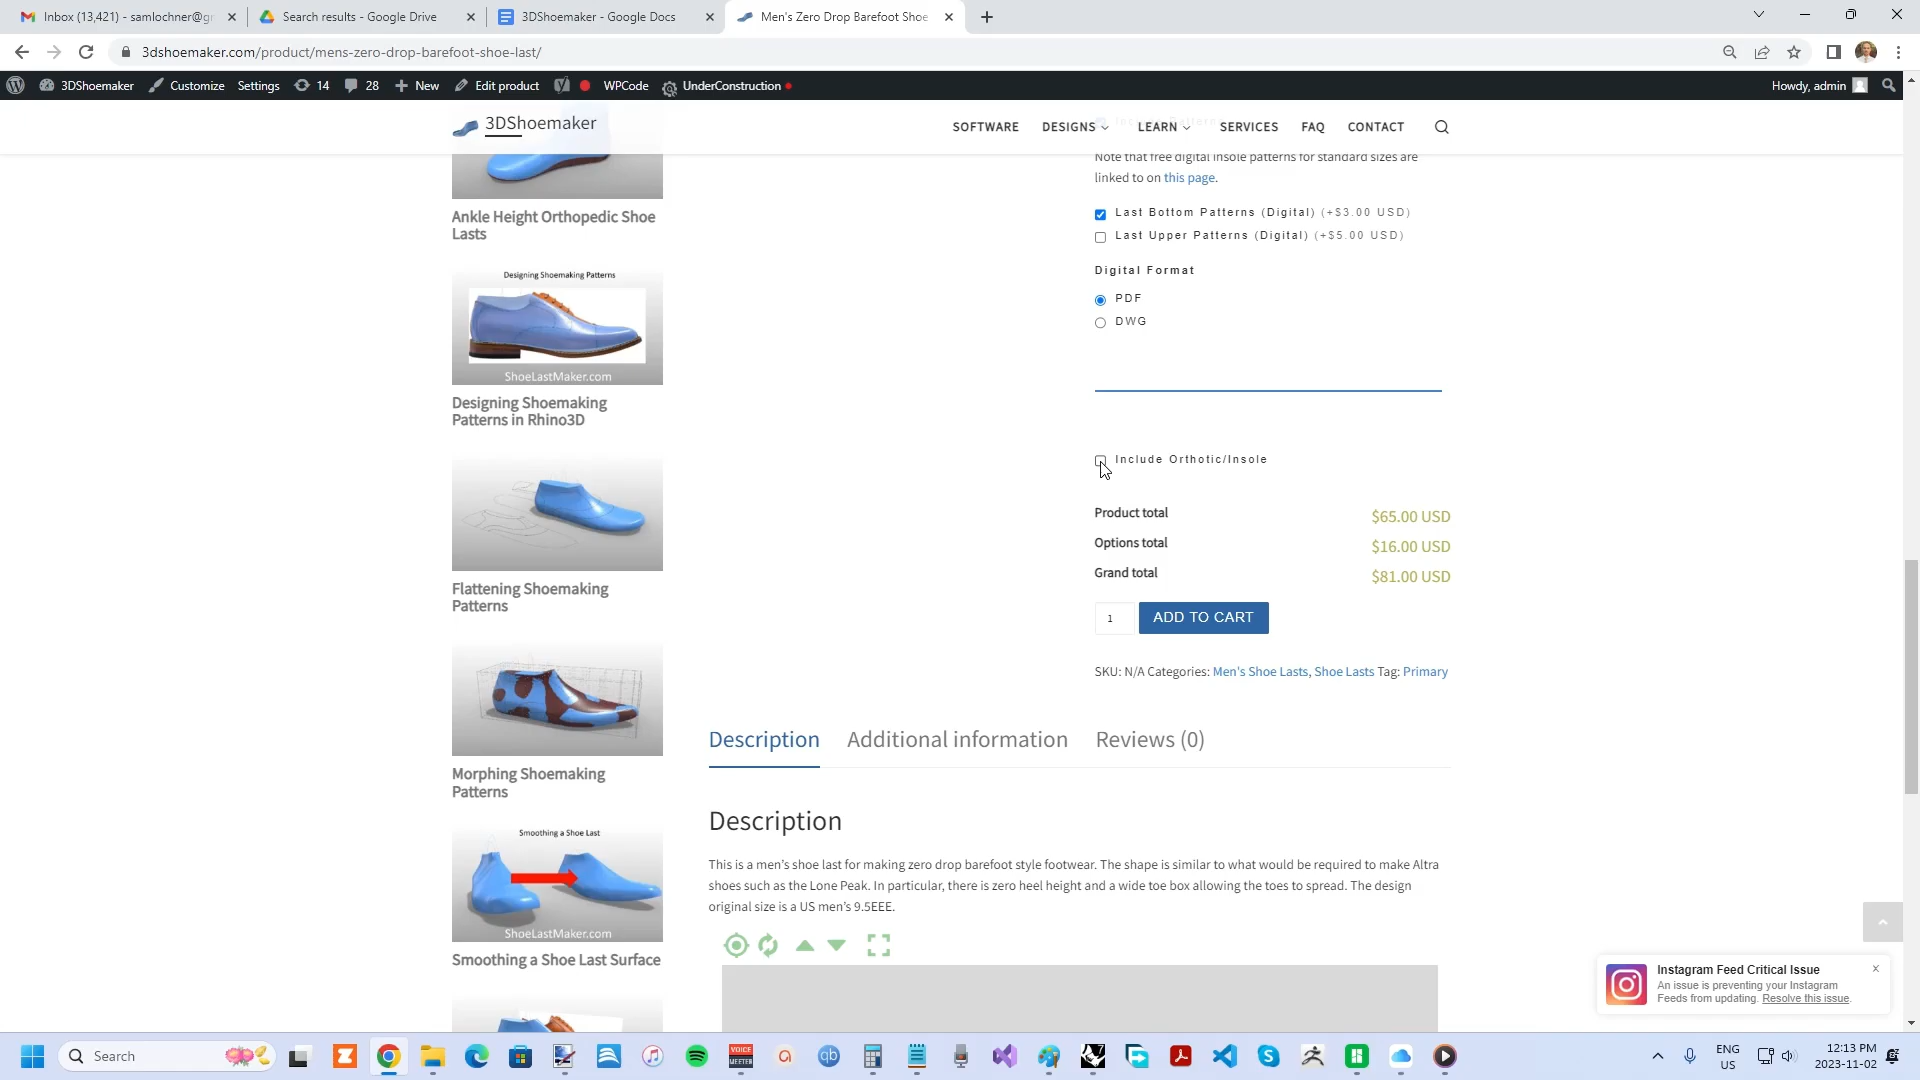 Inbox (13,421) - samlochner@gr
Search results - Google Drive
3DShoemaker - Google Docs
Men's Zero Drop Barefoot Shoe
3dshoemaker.com/product/mens-zero-drop-barefoot-shoe-last/
3DShoemaker
Customize
Settings
14
28
New
Edit product
WPCode
UnderConstruction
Howdy, admin
3DShoemaker
SOFTWARE
DESIGNS
LEARN
SERVICES
FAQ
CONTACT
Note that free digital insole patterns for standard sizes are
linked to on this page.
Last Bottom Patterns (Digital) (+$3.00 USD)
Last Upper Patterns (Digital) (+$5.00 USD)
Digital Format
PDF
DWG
Include Orthotic/Insole
Product total
$65.00 USD
Options total
$16.00 USD
Grand total
$81.00 USD
1
ADD TO CART
SKU: N/A Categories: Men's Shoe Lasts, Shoe Lasts Tag: Primary
Ankle Height Orthopedic Shoe
Lasts
Designing Shoemaking Patterns
ShoeLastMaker.com
Designing Shoemaking
Patterns in Rhino3D
Flattening Shoemaking
Patterns
Morphing Shoemaking
Patterns
Smoothing a Shoe Last
ShoeLastMaker.com
Smoothing a Shoe Last Surface
Description
Additional information
Reviews (0)
Description
This is a men's shoe last for making zero drop barefoot style footwear. The shape is similar to what would be required to make Altra
shoes such as the Lone Peak. In particular, there is zero heel height and a wide toe box allowing the toes to spread. The design
original size is a US men's 9.5EEE.
Instagram Feed Critical Issue
An issue is preventing your Instagram
Feeds from updating. Resolve this issue.
Search
VOICE
MEETER
qb
ENG
US
12:13 PM
2023-11-02